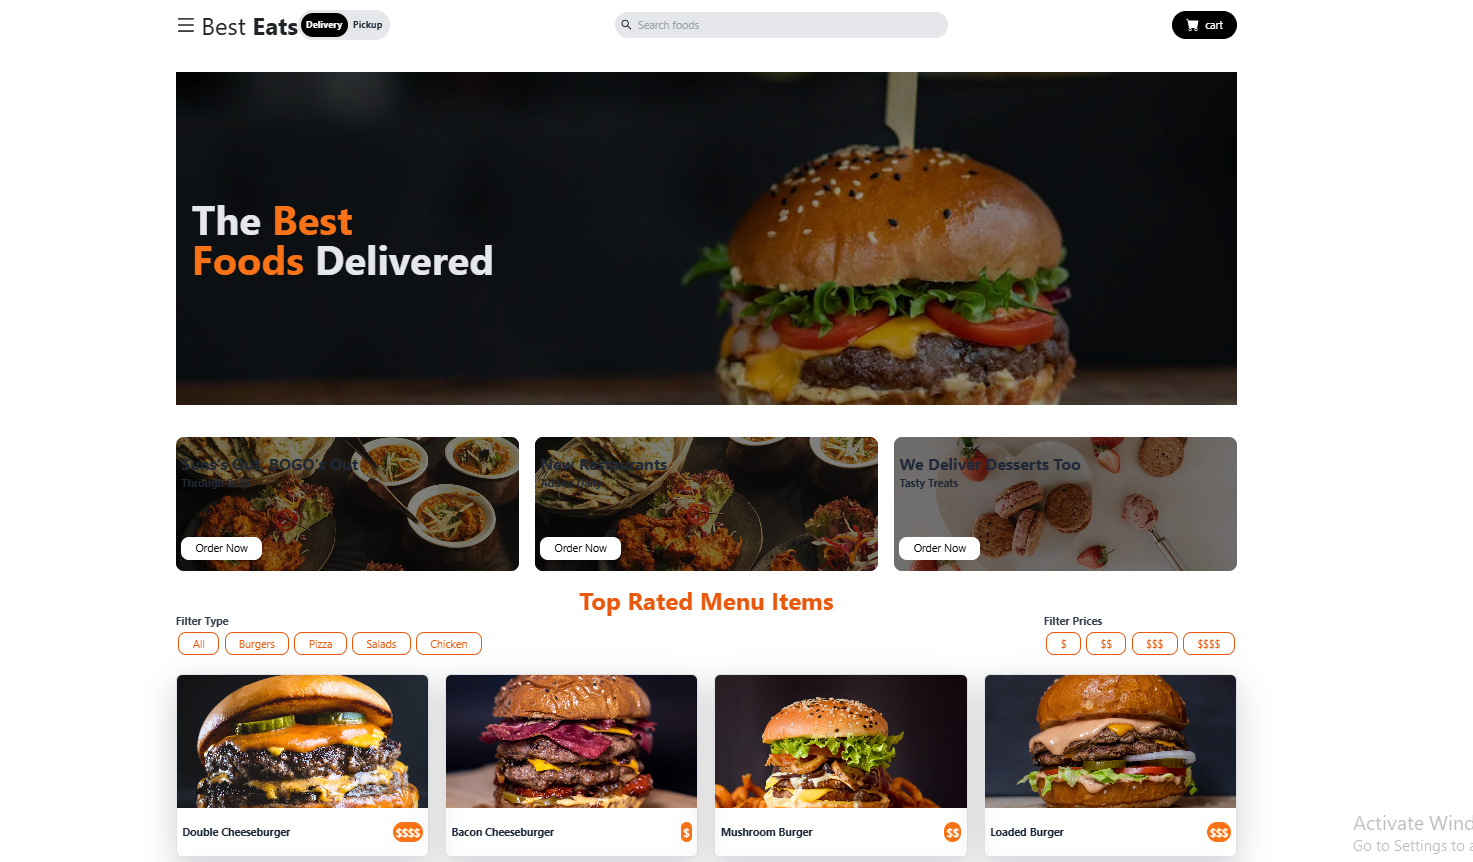 Best Eats Delivery Pickup
Search foods
cart
The Best
Foods Delivered
Suns's Out, BOGO's Out
Through
Order Now
New Restaurants
Added Daily
Order Now
We Deliver Desserts Too
Tasty Treats
Order Now
Top Rated Menu Items
Filter Type
All Burgers Pizza Salads Chicken
Filter Prices
$ $$ $$$ $$$$
Double Cheeseburger $$$$
Bacon Cheeseburger $
Mushroom Burger $$
Loaded Burger $$$
Activate Wind
Go to Settings to a